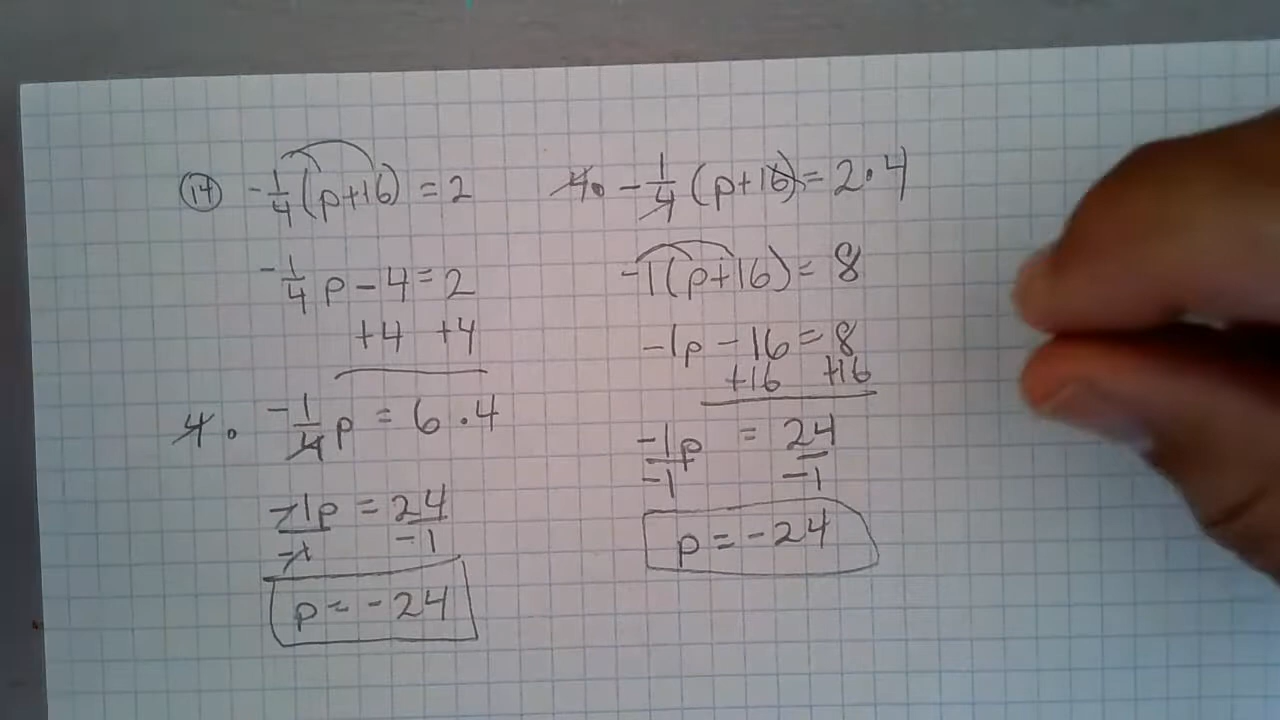 14 -1/4(p+16) = 2
-1/4 p - 4 = 2
+4 +4
4 · -1/4 p = 6 · 4
-1p/-1 = 24/-1
p = -24
4 · -1/4 (p+16) = 2 · 4
-1(p+16) = 8
-1p - 16 = 8
+16 +16
-1p/-1 = 24/-1
p = -24